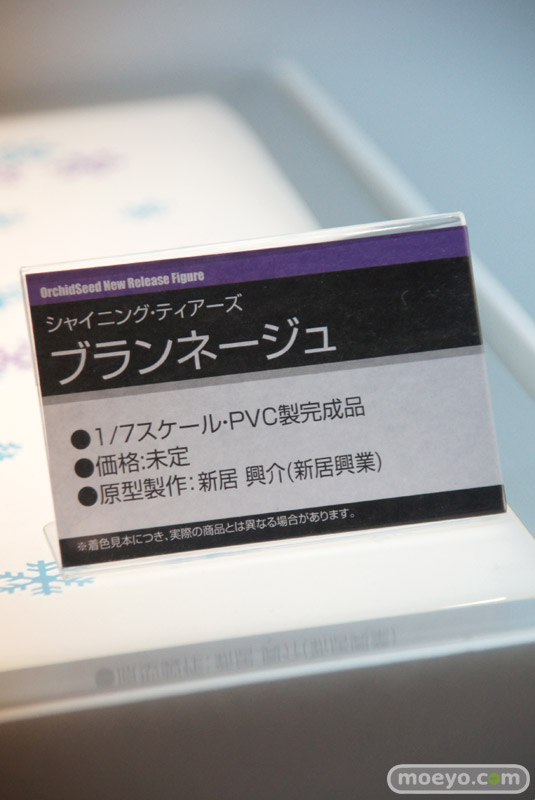 OrchidSeed New Release Figure
シャイニング・ティアーズ
ブランネージュ
●1/7スケール・PVC製完成品
●価格:未定
●原型製作:新居 興介(新居興業)
※着色見本につき、実際の商品とは異なる場合があります。
moeyo.com